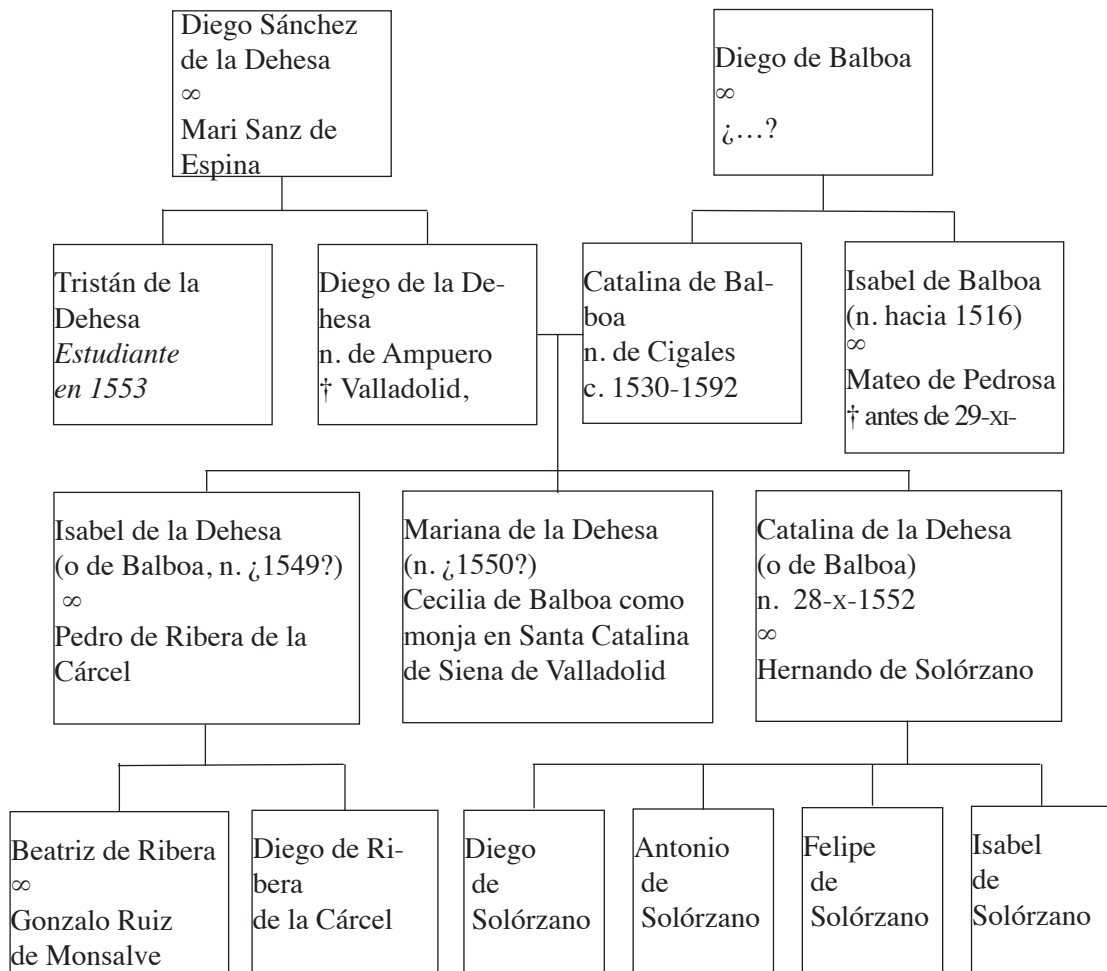 Diego Sánchez
de la Dehesa
∞
Mari Sanz de
Espina
Diego de Balboa
∞
¿…?
Tristán de la
Dehesa
Estudiante
en 1553
Diego de la De-
hesa
n. de Ampuero
† Valladolid,
Catalina de Bal-
boa
n. de Cigales
c. 1530-1592
Isabel de Balboa
(n. hacia 1516)
∞
Mateo de Pedrosa
† antes de 29-XI-
Isabel de la Dehesa
(o de Balboa, n. ¿1549?)
∞
Pedro de Ribera de la
Cárcel
Mariana de la Dehesa
(n. ¿1550?)
Cecilia de Balboa como
monja en Santa Catalina
de Siena de Valladolid
Catalina de la Dehesa
(o de Balboa)
n. 28-X-1552
∞
Hernando de Solórzano
Beatriz de Ribera
∞
Gonzalo Ruiz
de Monsalve
Diego de Ri-
bera
de la Cárcel
Diego
de
Solórzano
Antonio
de
Solórzano
Felipe
de
Solórzano
Isabel
de
Solórzano